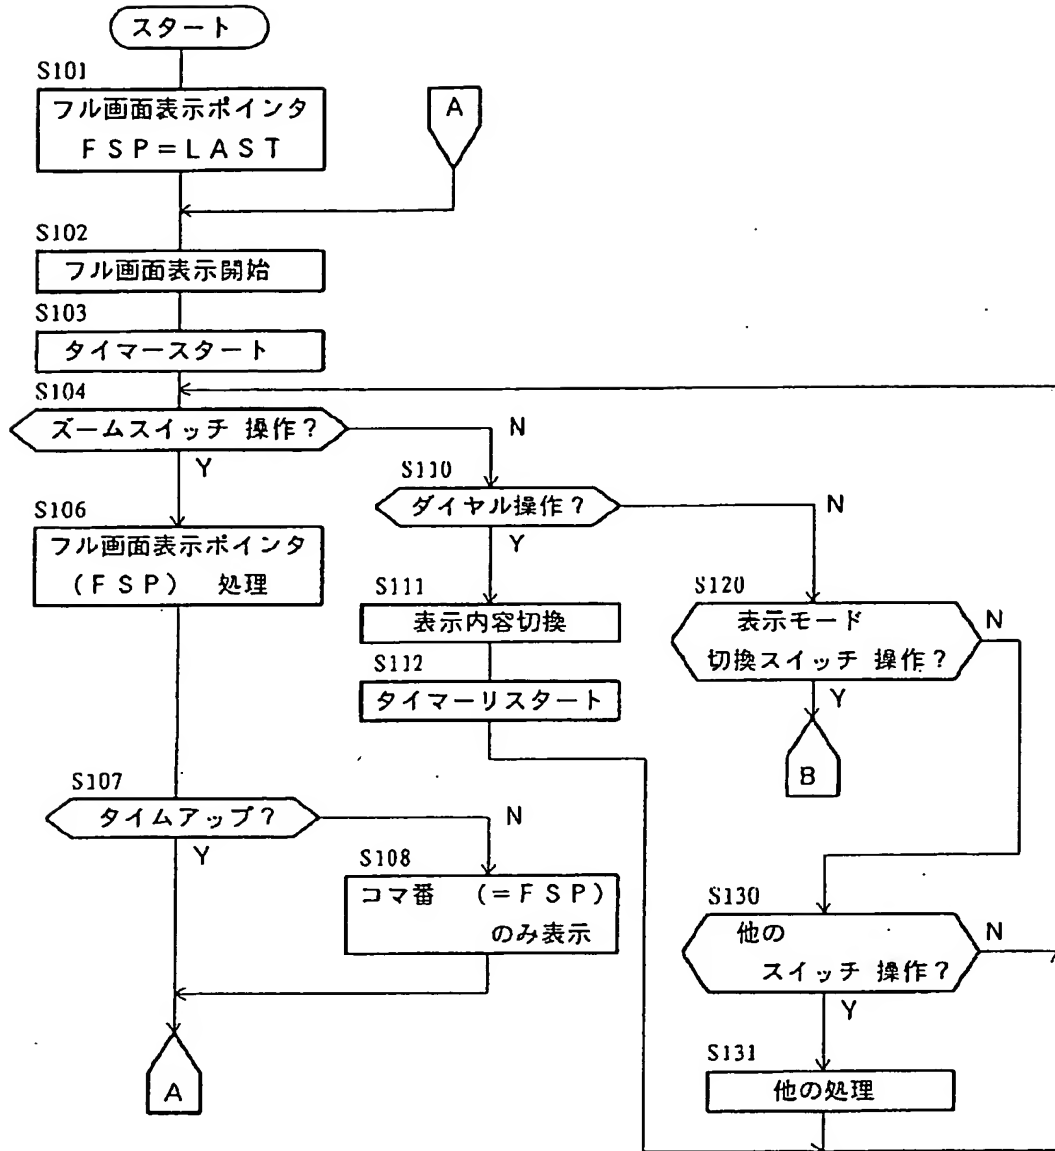 スタート
S101
フル画面表示ポインタ
FSP=LAST
A
S102
フル画面表示開始
S103
タイマースタート
S104
ズームスイッチ 操作?
N
Y
S106
フル画面表示ポインタ
(FSP) 処理
S110
ダイヤル操作?
N
Y
S111
表示内容切換
S112
タイマーリスタート
S120
表示モード
切換スイッチ 操作?
N
Y
B
S107
タイムアップ?
N
Y
S108
コマ番 (=FSP)
のみ表示
A
S130
他の
スイッチ 操作?
N
Y
S131
他の処理